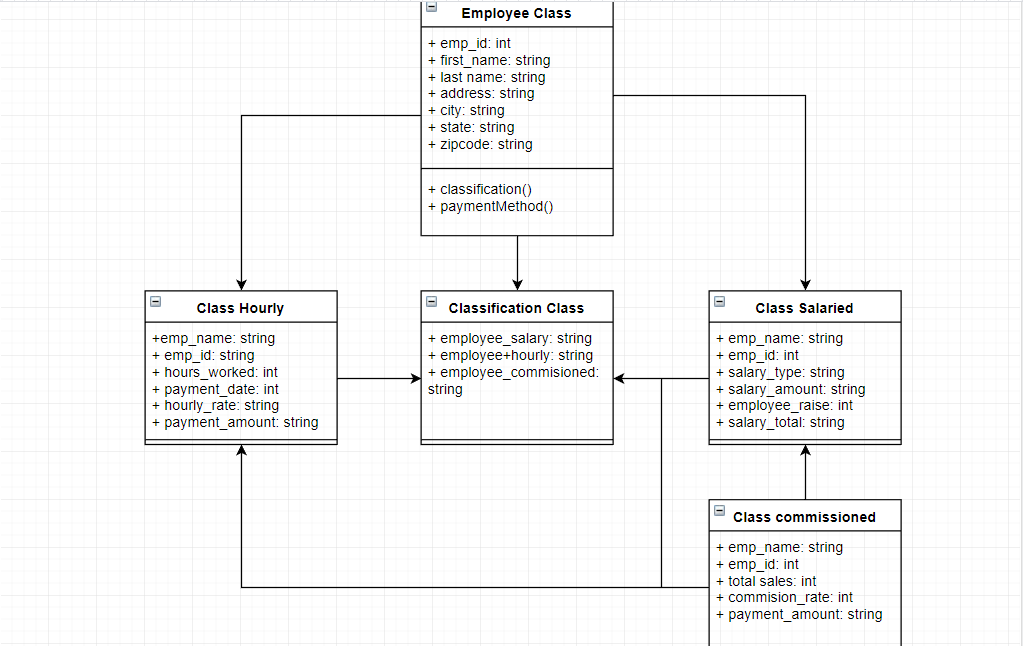 Employee Class
+ emp_id: int
+ first_name: string
+ last name: string
+ address: string
+ city: string
+ state: string
+ zipcode: string
+ classification()
+ paymentMethod()
Class Hourly
+emp_name: string
+ emp_id: string
+ hours_worked: int
+ payment_date: int
+ hourly_rate: string
+ payment_amount: string
Classification Class
+ employee_salary: string
+ employee+hourly: string
+ employee_commisioned:
string
Class Salaried
+ emp_name: string
+ emp_id: int
+ salary_type: string
+ salary_amount: string
+ employee_raise: int
+ salary_total: string
Class commissioned
+ emp_name: string
+ emp_id: int
+ total sales: int
+ commision_rate: int
+ payment_amount: string